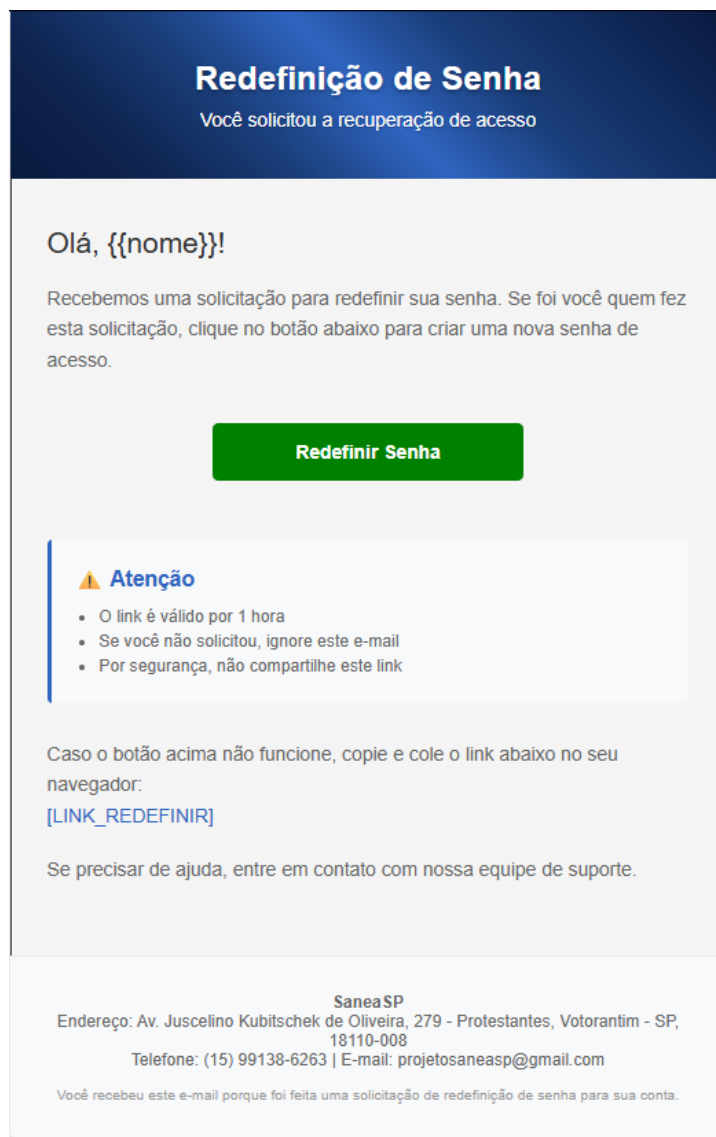 Redefinição de Senha
Você solicitou a recuperação de acesso
Olá, {{nome}}!
Recebemos uma solicitação para redefinir sua senha. Se foi você quem fez
esta solicitação, clique no botão abaixo para criar uma nova senha de
acesso.
Redefinir Senha
⚠️ Atenção
• O link é válido por 1 hora
• Se você não solicitou, ignore este e-mail
• Por segurança, não compartilhe este link
Caso o botão acima não funcione, copie e cole o link abaixo no seu
navegador:
[LINK_REDEFINIR]
Se precisar de ajuda, entre em contato com nossa equipe de suporte.
SaneaSP
Endereço: Av. Juscelino Kubitschek de Oliveira, 279 - Protestantes, Votorantim - SP,
18110-008
Telefone: (15) 99138-6263 | E-mail: projetosaneasp@gmail.com
Você recebeu este e-mail porque foi feita uma solicitação de redefinição de senha para sua conta.